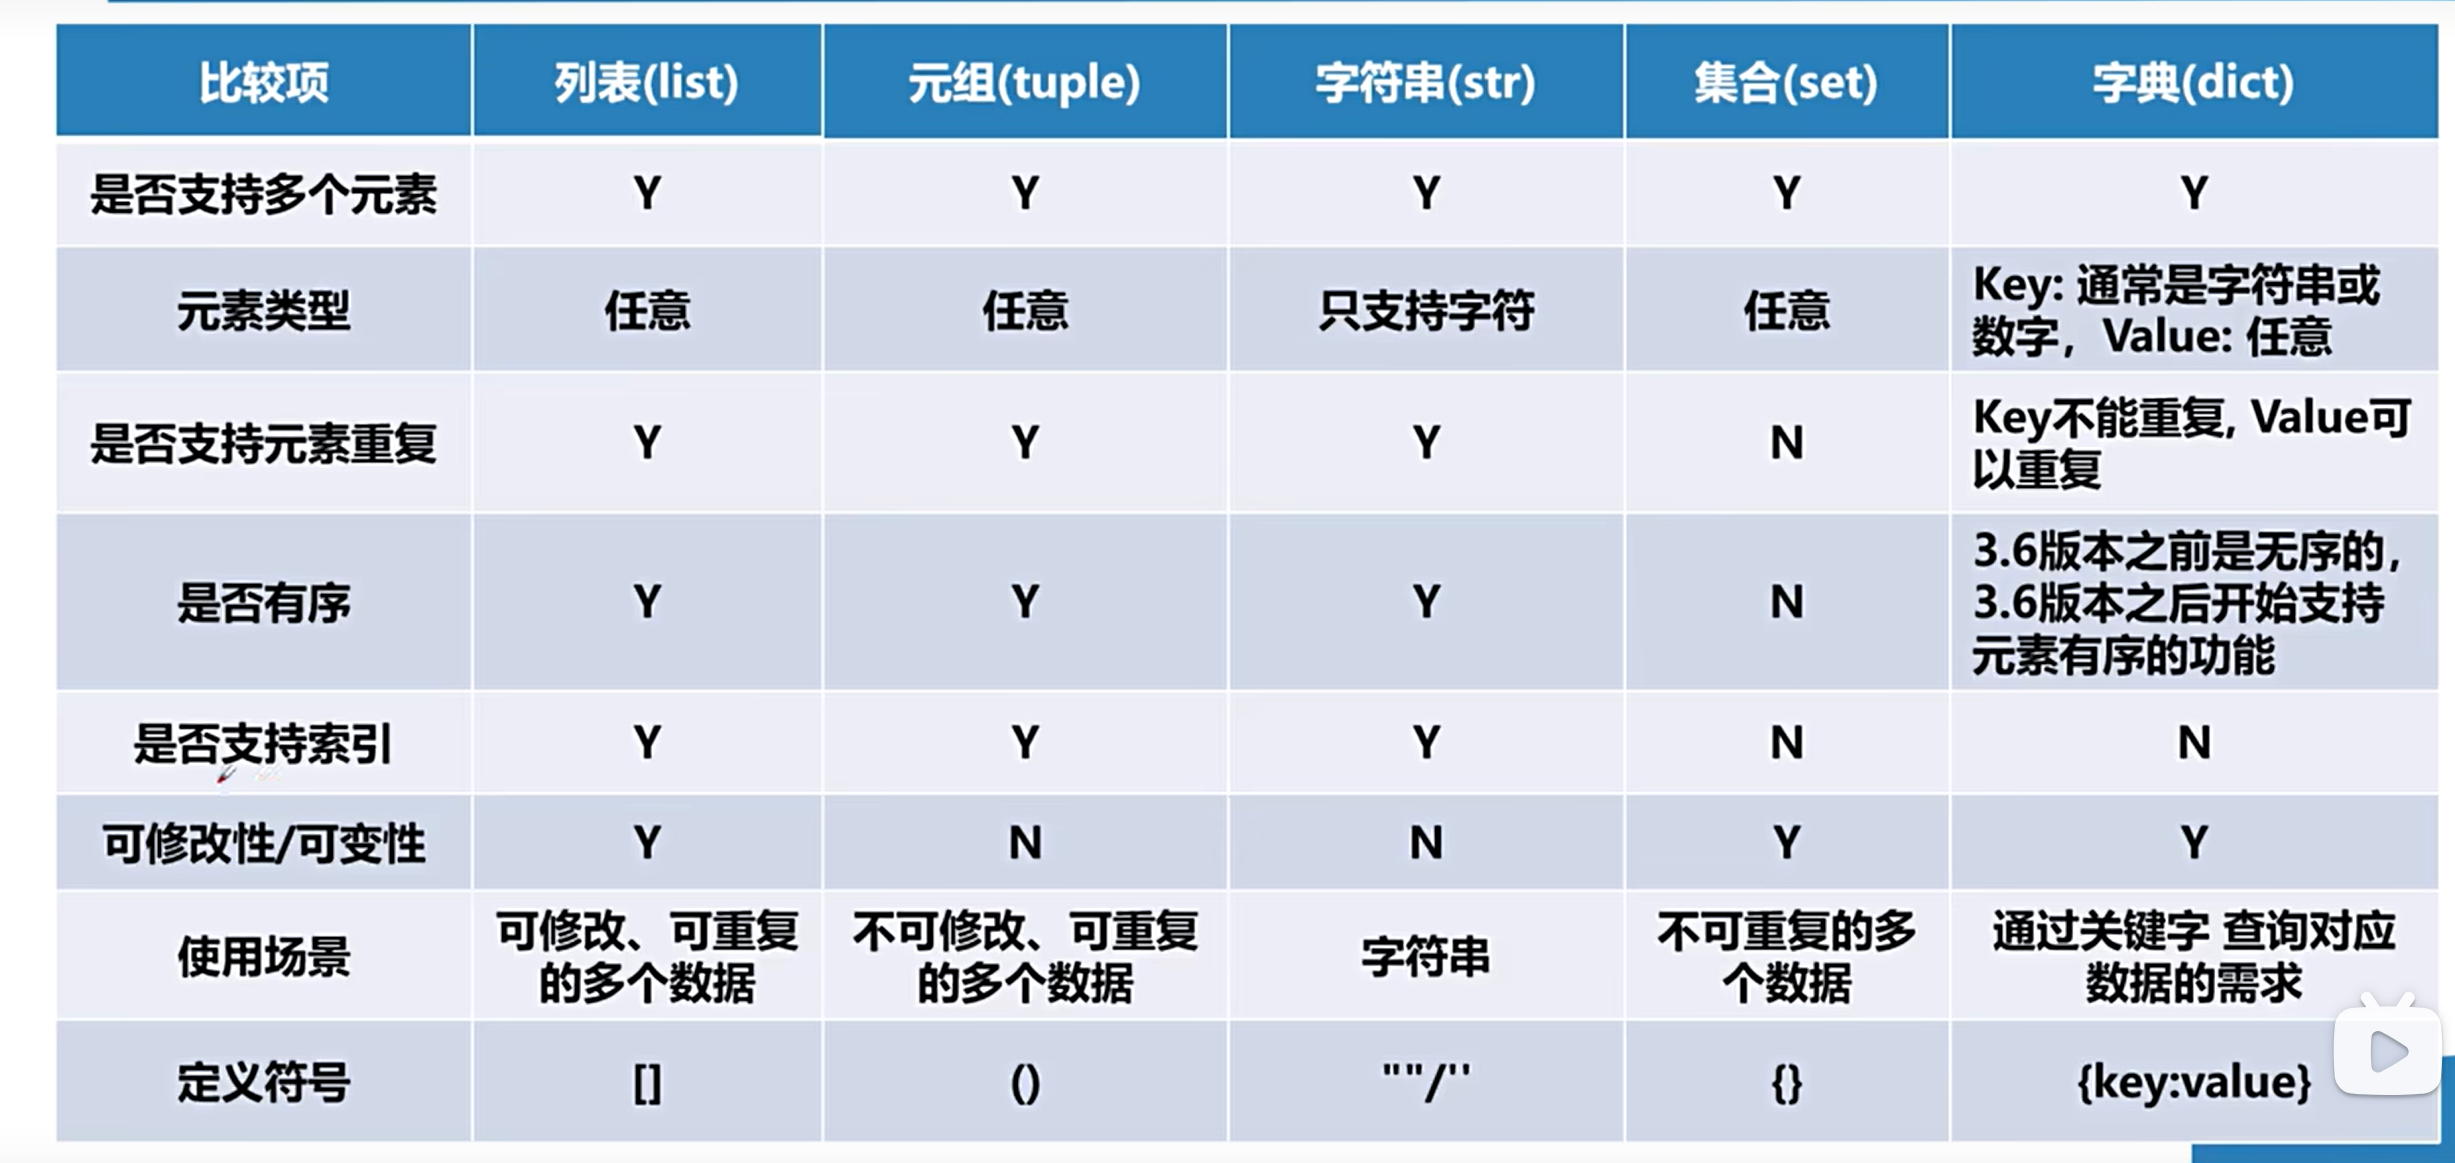 比较项
列表(list)
元组(tuple)
字符串(str)
集合(set)
字典(dict)
是否支持多个元素
Y
Y
Y
Y
Y
元素类型
任意
任意
只支持字符
任意
Key: 通常是字符串或
数字，Value: 任意
是否支持元素重复
Y
Y
Y
N
Key不能重复, Value可
以重复
是否有序
Y
Y
Y
N
3.6版本之前是无序的，
3.6版本之后开始支持
元素有序的功能
是否支持索引
Y
Y
Y
N
N
可修改性/可变性
Y
N
N
Y
Y
使用场景
可修改、可重复
的多个数据
不可修改、可重复
的多个数据
字符串
不可重复的多
个数据
通过关键字 查询对应
数据的需求
定义符号
[]
()
""/''
{}
{key:value}